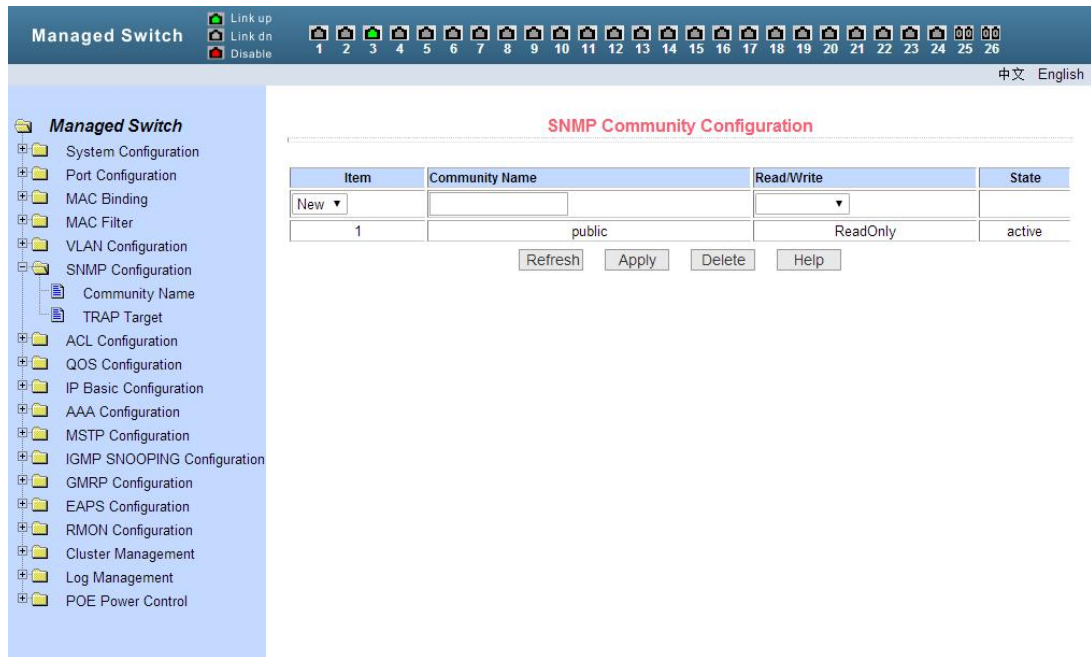 Managed Switch
Link up
Link dn
Disable
1 2 3 4 5 6 7 8 9 10 11 12 13 14 15 16 17 18 19 20 21 22 23 24 25 26
中文 English
Managed Switch
System Configuration
Port Configuration
MAC Binding
MAC Filter
VLAN Configuration
SNMP Configuration
Community Name
TRAP Target
ACL Configuration
QOS Configuration
IP Basic Configuration
AAA Configuration
MSTP Configuration
IGMP SNOOPING Configuration
GMRP Configuration
EAPS Configuration
RMON Configuration
Cluster Management
Log Management
POE Power Control
SNMP Community Configuration
Item Community Name Read/Write State
New
1 public ReadOnly active
Refresh Apply Delete Help